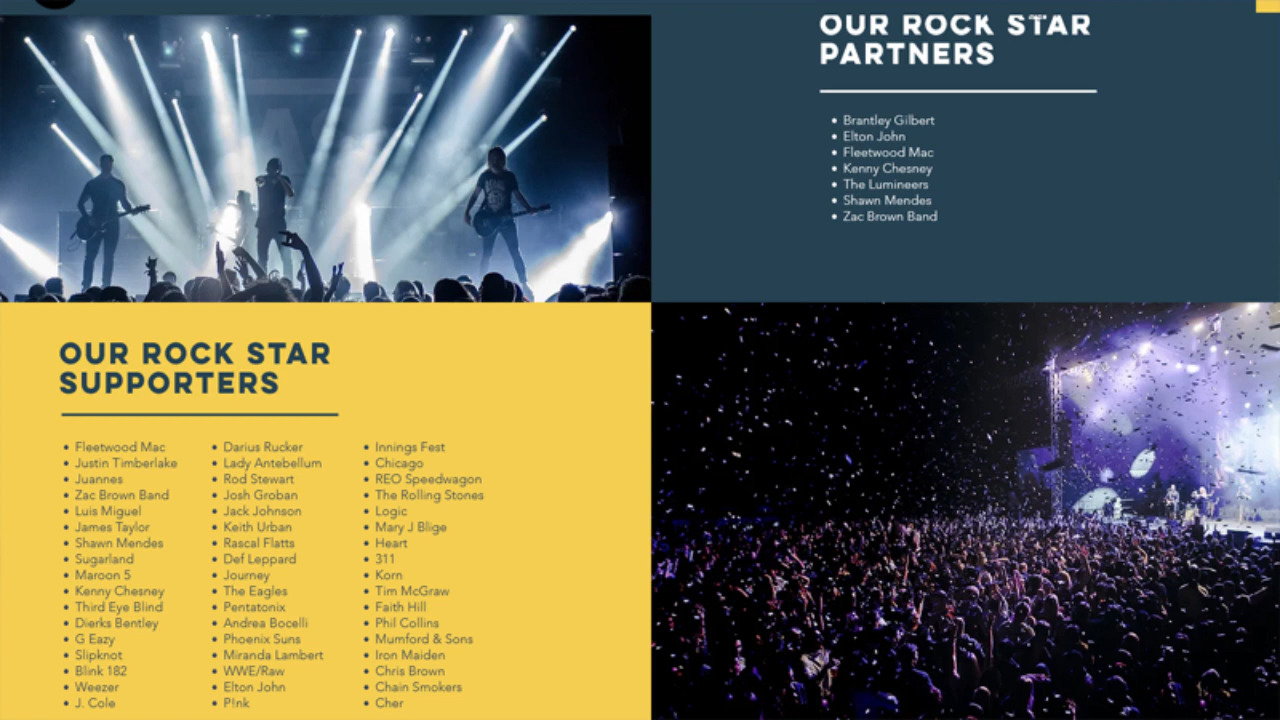 OUR ROCK STAR
PARTNERS
• Brantley Gilbert
• Elton John
• Fleetwood Mac
• Kenny Chesney
• The Lumineers
• Shawn Mendes
• Zac Brown Band
OUR ROCK STAR
SUPPORTERS
• Fleetwood Mac
• Justin Timberlake
• Juannes
• Zac Brown Band
• Luis Miguel
• James Taylor
• Shawn Mendes
• Sugarland
• Maroon 5
• Kenny Chesney
• Third Eye Blind
• Dierks Bentley
• G Eazy
• Slipknot
• Blink 182
• Weezer
• J. Cole
• Darius Rucker
• Lady Antebellum
• Rod Stewart
• Josh Groban
• Jack Johnson
• Keith Urban
• Rascal Flatts
• Def Leppard
• Journey
• The Eagles
• Pentatonix
• Andrea Bocelli
• Phoenix Suns
• Miranda Lambert
• WWE/Raw
• Elton John
• P!nk
• Innings Fest
• Chicago
• REO Speedwagon
• The Rolling Stones
• Logic
• Mary J Blige
• Heart
• 311
• Korn
• Tim McGraw
• Faith Hill
• Phil Collins
• Mumford & Sons
• Iron Maiden
• Chris Brown
• Chain Smokers
• Cher